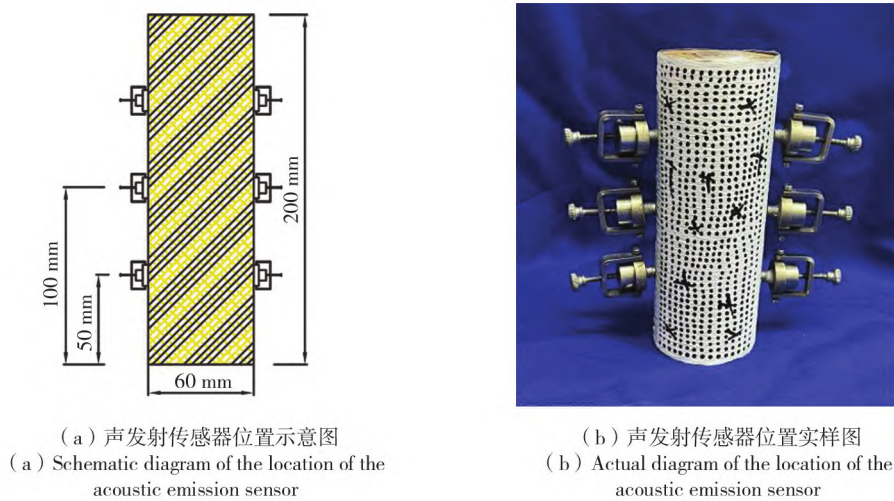 200 mm
100 mm
50 mm
60 mm
(a)声发射传感器位置示意图
(a) Schematic diagram of the location of the
acoustic emission sensor
(b)声发射传感器位置实样图
(b) Actual diagram of the location of the
acoustic emission sensor